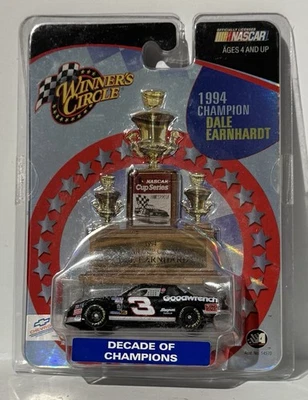 WINNER'S
CIRCLE
OFFICIALLY LICENSED
NASCAR
AGES 4 AND UP
1994
CHAMPION
DALE
EARNHARDT
NASCAR
Cup Series
EARNHARDT
3
Goodwrench
DECADE OF
CHAMPIONS